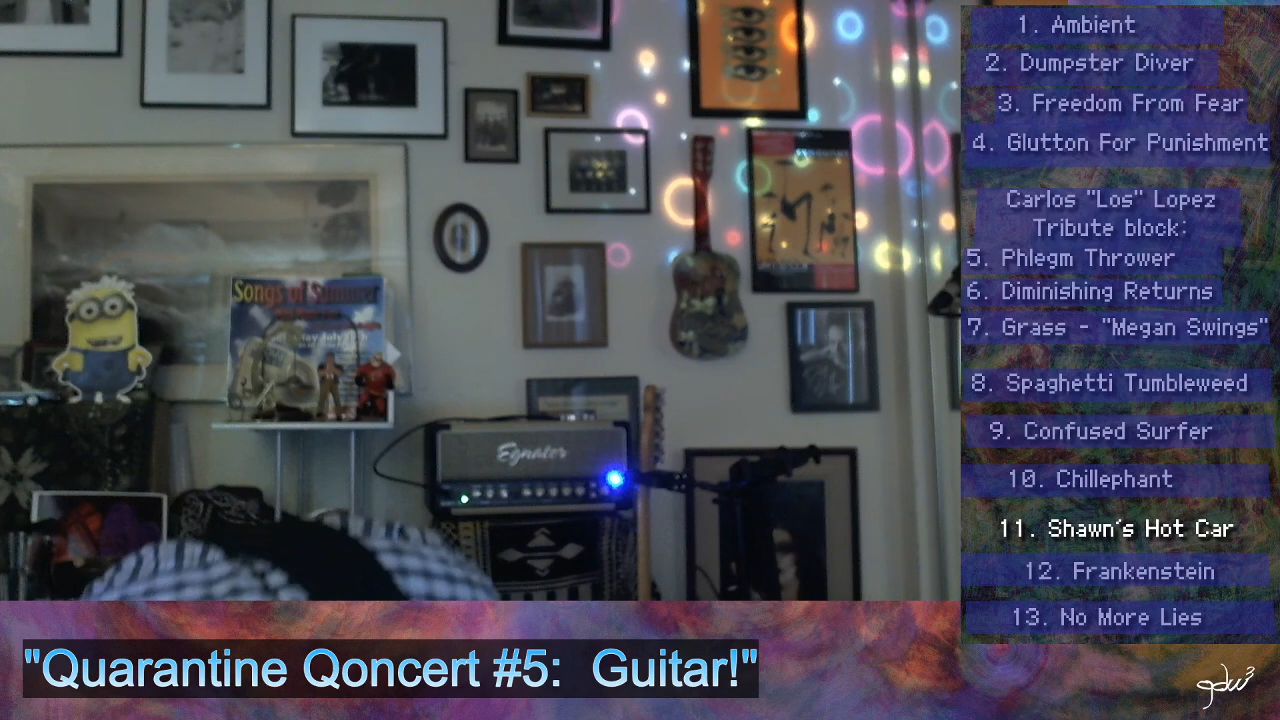 1. Ambient
2. Dumpster Diver
3. Freedom From Fear
4. Glutton For Punishment
Carlos "Los" Lopez
Tribute block:
5. Phlegm Thrower
6. Diminishing Returns
7. Grass - "Megan Swings"
8. Spaghetti Tumbleweed
9. Confused Surfer
10. Chillephant
11. Shawn's Hot Car
12. Frankenstein
13. No More Lies
Songs of Summer
Egnater
"Quarantine Qoncert #5:  Guitar!"
gdw3